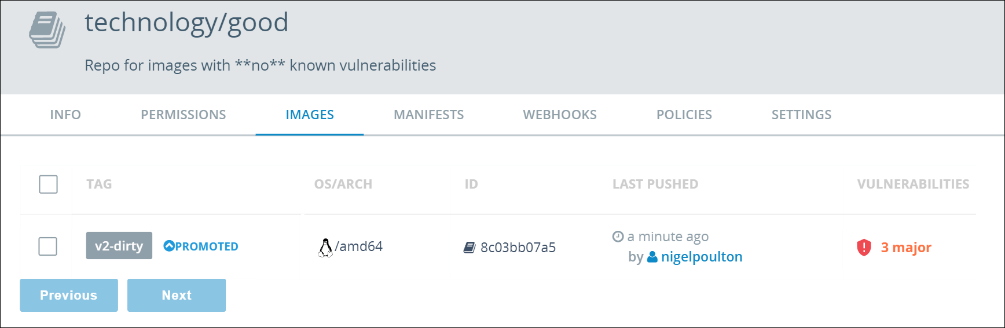 technology/good
Repo for images with **no** known vulnerabilities
INFO PERMISSIONS IMAGES MANIFESTS WEBHOOKS POLICIES SETTINGS
TAG OS/ARCH ID LAST PUSHED VULNERABILITIES
v2-dirty PROMOTED /amd64 8c03bb07a5 a minute ago 3 major
by nigelpoulton
Previous Next